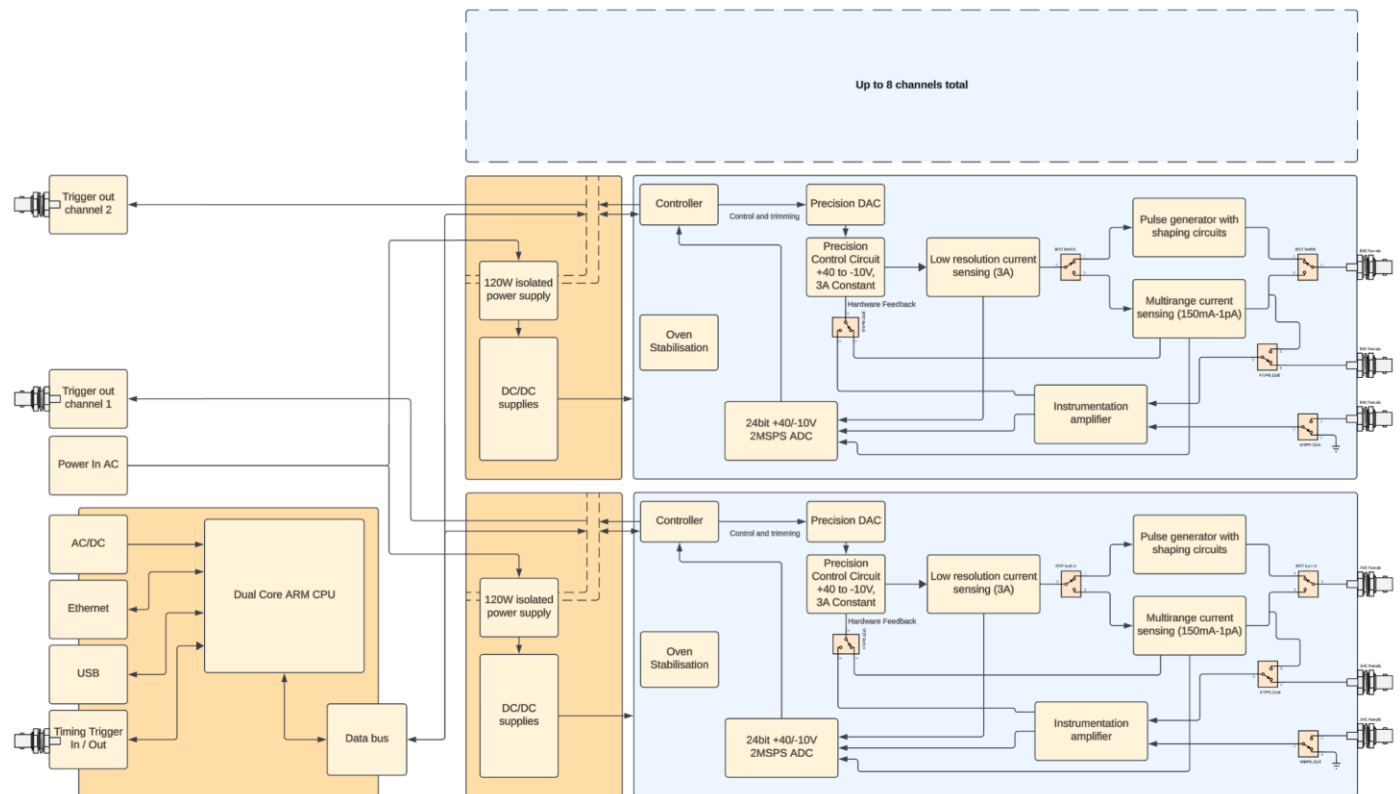 Up to 8 channels total
Trigger out
channel 2
Controller
Control and trimming
Precision DAC
Precision
Control Circuit
+40 to -10V,
3A Constant
Hardware Feedback
Low resolution current
sensing (3A)
Pulse generator with
shaping circuits
Multirange current
sensing (150mA-1pA)
120W isolated
power supply
Oven
Stabilisation
DC/DC
supplies
24bit +40/-10V
2MSPS ADC
Instrumentation
amplifier
Trigger out
channel 1
Power In AC
AC/DC
Ethernet
USB
Timing Trigger
In / Out
Dual Core ARM CPU
Data bus
Controller
Control and trimming
Precision DAC
Precision
Control Circuit
+40 to -10V,
3A Constant
Hardware Feedback
Low resolution current
sensing (3A)
Pulse generator with
shaping circuits
Multirange current
sensing (150mA-1pA)
120W isolated
power supply
Oven
Stabilisation
DC/DC
supplies
24bit +40/-10V
2MSPS ADC
Instrumentation
amplifier